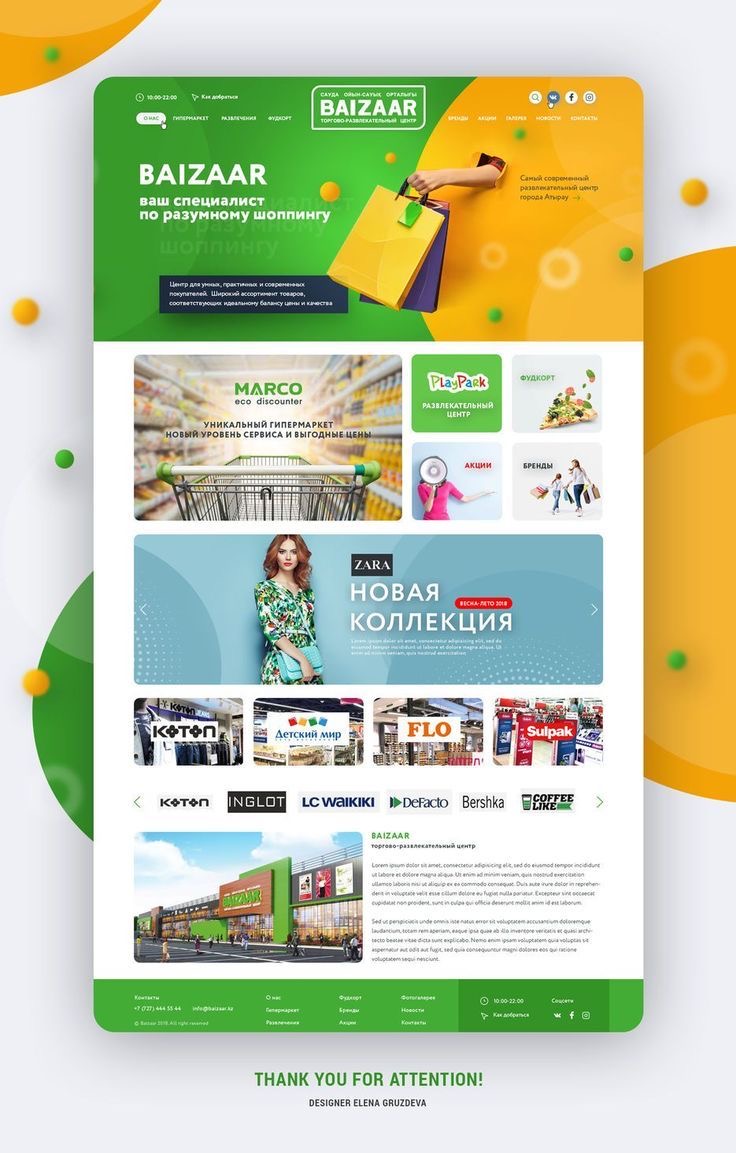 10:00-22:00
Как добраться
САУДА ОЙЫН-САУЫҚ ОРТАЛЫҒЫ
BAIZAAR
ТОРГОВО-РАЗВЛЕКАТЕЛЬНЫЙ ЦЕНТР
О НАС
ГИПЕРМАРКЕТ
РАЗВЛЕЧЕНИЯ
ФУДКОРТ
БРЕНДЫ
АКЦИИ
ГАЛЕРЕЯ
НОВОСТИ
КОНТАКТЫ
BAIZAAR
ваш специалист
по разумному шоппингу
Самый современный
развлекательный центр
города Атырау
Центр для умных, практичных и современных
покупателей. Широкий ассортимент товаров,
соответствующих идеальному балансу цены и качества
MARCO
eco discounter
УНИКАЛЬНЫЙ ГИПЕРМАРКЕТ
НОВЫЙ УРОВЕНЬ СЕРВИСА И ВЫГОДНЫЕ ЦЕНЫ
PlayPark
РАЗВЛЕКАТЕЛЬНЫЙ
ЦЕНТР
ФУДКОРТ
АКЦИИ
БРЕНДЫ
ZARA
НОВАЯ
ВЕСНА-ЛЕТО 2018
КОЛЛЕКЦИЯ
Lorem ipsum dolor sit amet, consectetur adipisicing elit, sed do
eiusmod tempor incididunt ut labore et dolore magna aliqua. Ut
enim ad minim veniam, quis nostrud exercitation
KOTON
Детский мир
FLO
Sulpak
KOTON
INGLOT
LC WAIKIKI
DeFacto
Bershka
COFFEE
LIKE
BAIZAAR
BAIZAAR
торгово-развлекательный центр
Lorem ipsum dolor sit amet, consectetur adipisicing elit, sed do eiusmod tempor incididunt
ut labore et dolore magna aliqua. Ut enim ad minim veniam, quis nostrud exercitation
ullamco laboris nisi ut aliquip ex ea commodo consequat. Duis aute irure dolor in reprehen-
derit in voluptate velit esse cillum dolore eu fugiat nulla pariatur. Excepteur sint occaecat
cupidatat non proident, sunt in culpa qui officia deserunt mollit anim id est laborum.
Sed ut perspiciatis unde omnis iste natus error sit voluptatem accusantium doloremque
laudantium, totam rem aperiam, eaque ipsa quae ab illo inventore veritatis et quasi archi-
tecto beatae vitae dicta sunt explicabo. Nemo enim ipsam voluptatem quia voluptas sit
aspernatur aut odit aut fugit, sed quia consequuntur magni dolores eos qui ratione
voluptatem sequi nesciunt.
Контакты
+7 (727) 444 55 44
info@baizaar.kz
© Baizaar 2018. All right reserved
О нас
Гипермаркет
Развлечения
Фудкорт
Бренды
Акции
Фотогалерея
Новости
Контакты
10:00-22:00
Как добраться
Соцсети
THANK YOU FOR ATTENTION!
DESIGNER ELENA GRUZDEVA